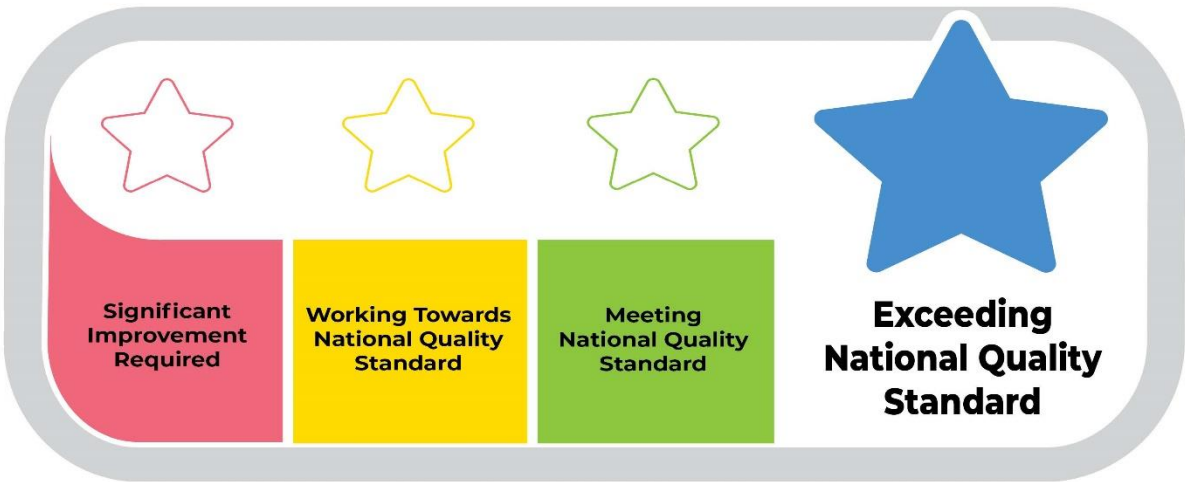 Significant
Improvement
Required
Working Towards
National Quality
Standard
Meeting
National Quality
Standard
Exceeding
National Quality
Standard